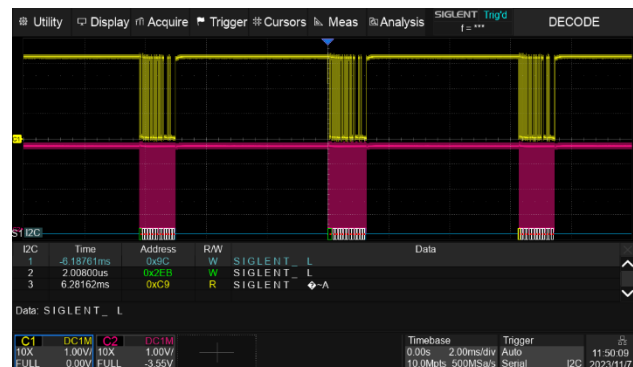 Utility Display Acquire Trigger Cursors Meas Analysis SIGLENT Trig'd DECODE
f = ***
C1
S1 I2C
I2C Time Address R/W Data
1 -6.18761ms 0x9C W SIGLENT_ L
2 2.00800us 0x2EB W SIGLENT_ L
3 6.28162ms 0xC9 R SIGLENT �~Λ
Data: SIGLENT_ L
C1 DC1M C2 DC1M Timebase Trigger
10X 1.00V/ 10X 1.00V/ 0.00s 2.00ms/div Auto 11:50:09
FULL 0.00V FULL -3.55V 10.0Mpts 500MSa/s Serial I2C 2023/11/7